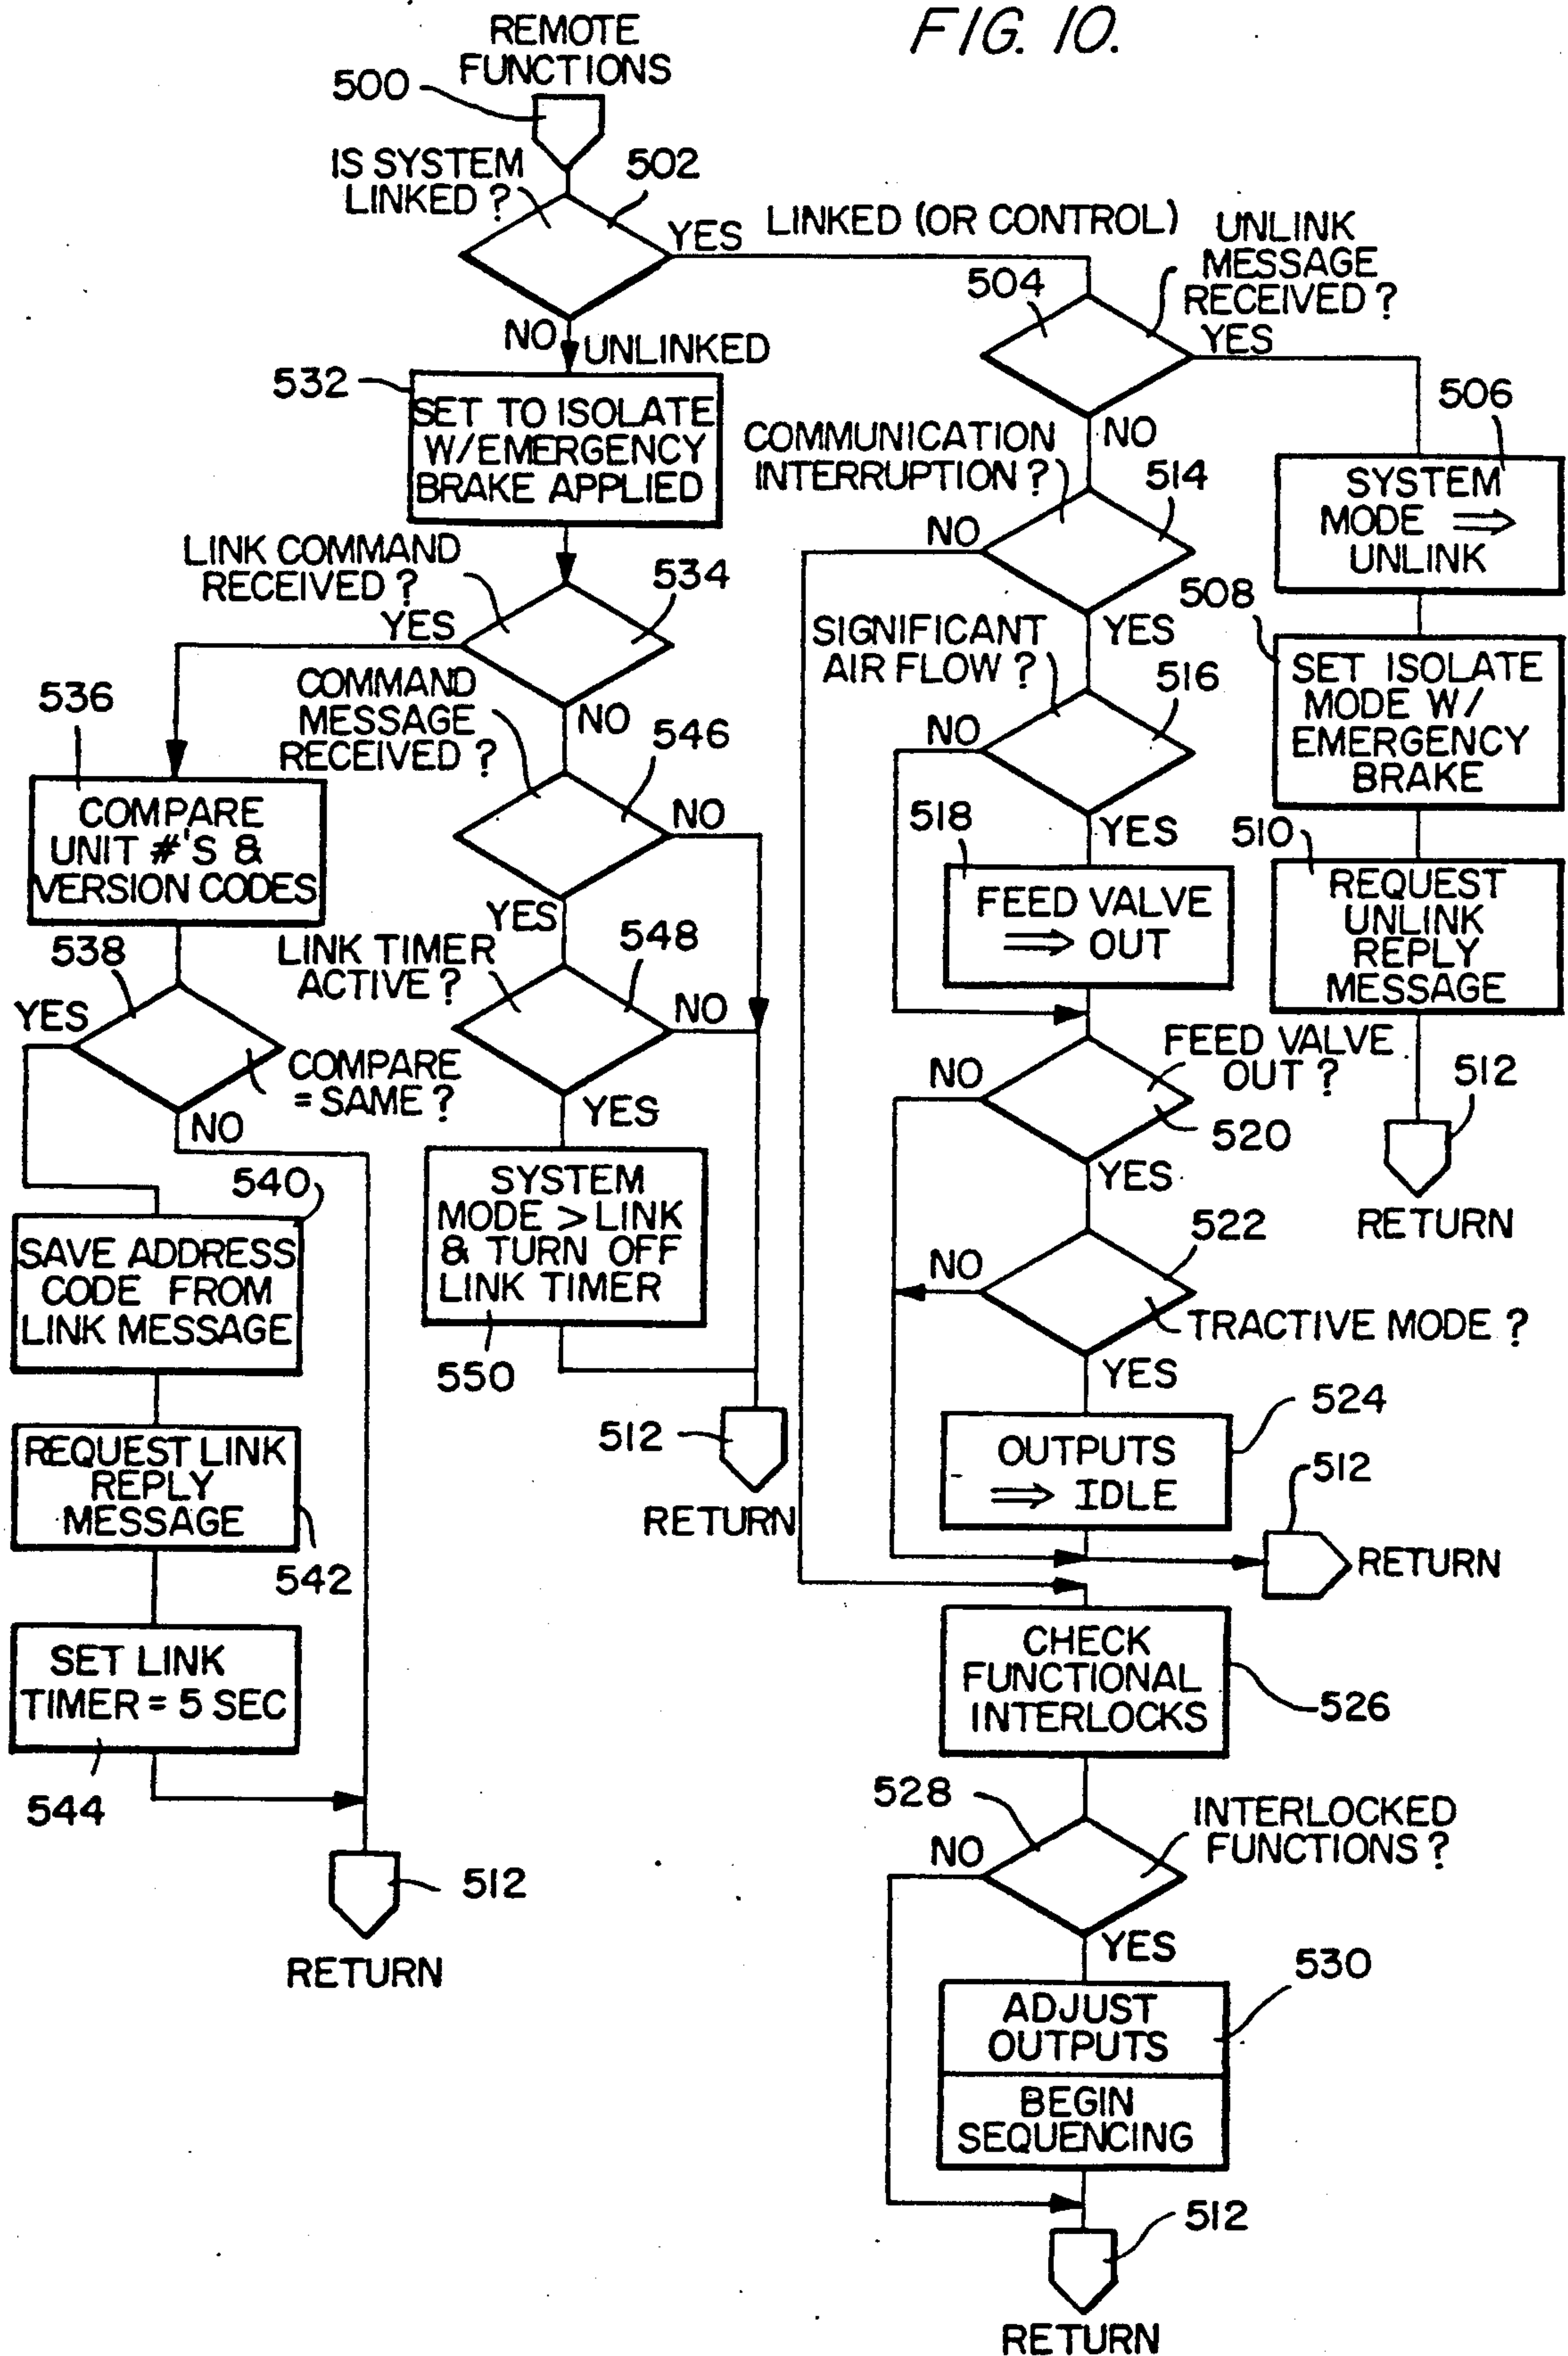 FIG. 10.
REMOTE
FUNCTIONS
500
IS SYSTEM
LINKED ?
502
YES
LINKED (OR CONTROL)
NO
UNLINKED
UNLINK
MESSAGE
RECEIVED ?
504
YES
NO
506
SYSTEM
MODE ⇒
UNLINK
508
SET ISOLATE
MODE W/
EMERGENCY
BRAKE
510
REQUEST
UNLINK
REPLY
MESSAGE
512
RETURN
532
SET TO ISOLATE
W/EMERGENCY
BRAKE APPLIED
LINK COMMAND
RECEIVED ?
534
YES
NO
536
COMPARE
UNIT #'S &
VERSION CODES
538
YES
COMPARE
= SAME ?
NO
540
SAVE ADDRESS
CODE FROM
LINK MESSAGE
REQUEST LINK
REPLY
MESSAGE
542
SET LINK
TIMER = 5 SEC
544
512
RETURN
COMMAND
MESSAGE
RECEIVED ?
546
NO
YES
LINK TIMER
ACTIVE ?
548
NO
YES
SYSTEM
MODE > LINK
& TURN OFF
LINK TIMER
550
512
RETURN
COMMUNICATION
INTERRUPTION ?
514
NO
YES
SIGNIFICANT
AIR FLOW ?
516
NO
YES
518
FEED VALVE
⇒ OUT
FEED VALVE
OUT ?
NO
520
YES
522
NO
TRACTIVE MODE ?
YES
524
OUTPUTS
⇒ IDLE
512
RETURN
CHECK
FUNCTIONAL
INTERLOCKS
526
528
INTERLOCKED
FUNCTIONS ?
NO
YES
530
ADJUST
OUTPUTS
BEGIN
SEQUENCING
512
RETURN